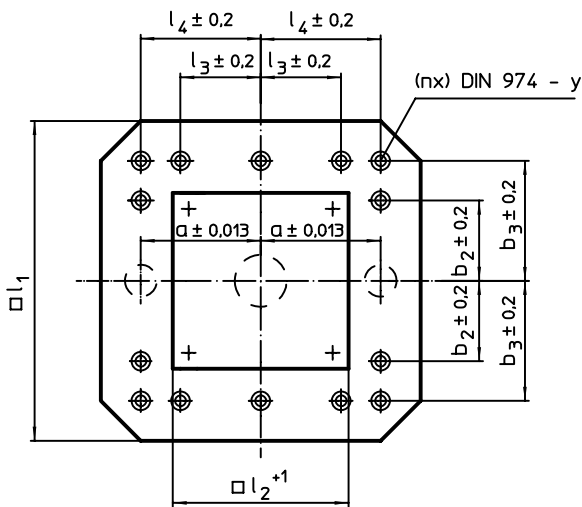 l4 ± 0,2 l4 ± 0,2
l3 ± 0,2 l3 ± 0,2
(nx) DIN 974 - y
a ± 0,013 a ± 0,013
b2 ± 0,2
b3 ± 0,2
□ l1
b2 ± 0,2
b3 ± 0,2
□ l2 +1